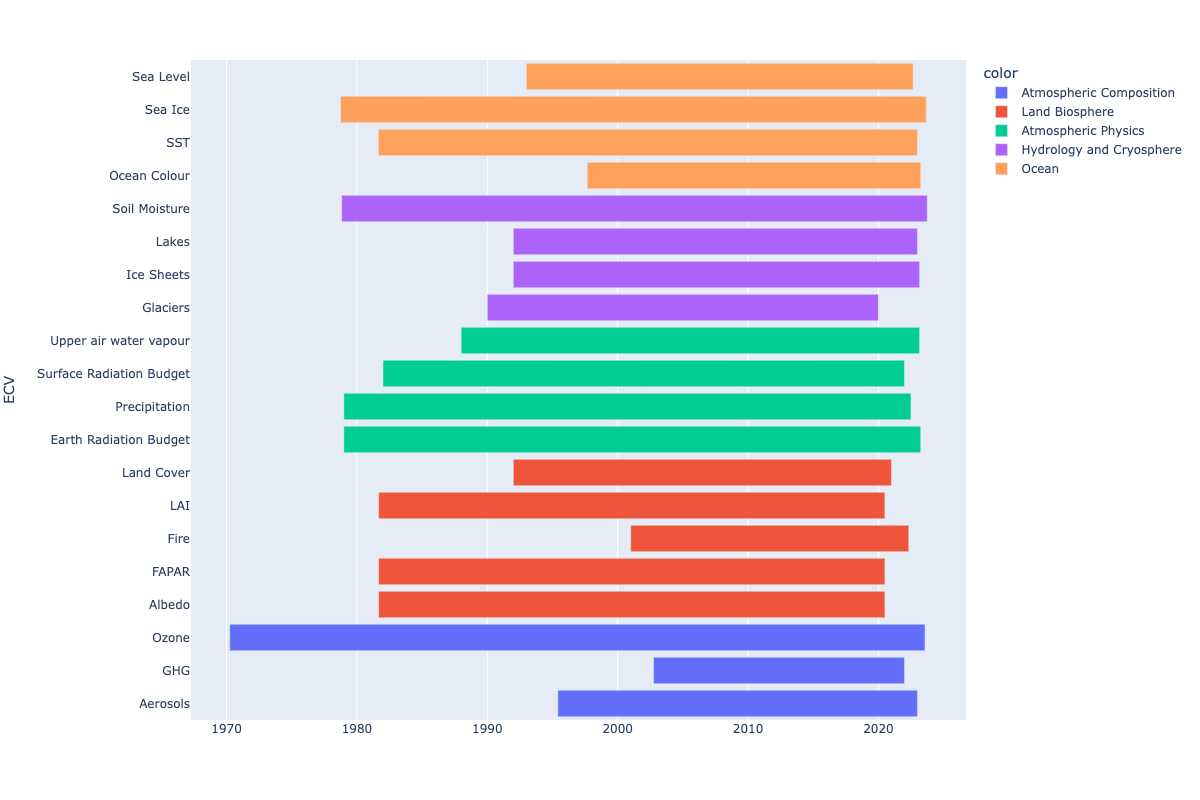 Sea Level
Sea Ice
SST
Ocean Colour
Soil Moisture
Lakes
Ice Sheets
Glaciers
Upper air water vapour
Surface Radiation Budget
Precipitation
Earth Radiation Budget
Land Cover
LAI
Fire
FAPAR
Albedo
Ozone
GHG
Aerosols
ECV
1970 1980 1990 2000 2010 2020
color
Atmospheric Composition
Land Biosphere
Atmospheric Physics
Hydrology and Cryosphere
Ocean